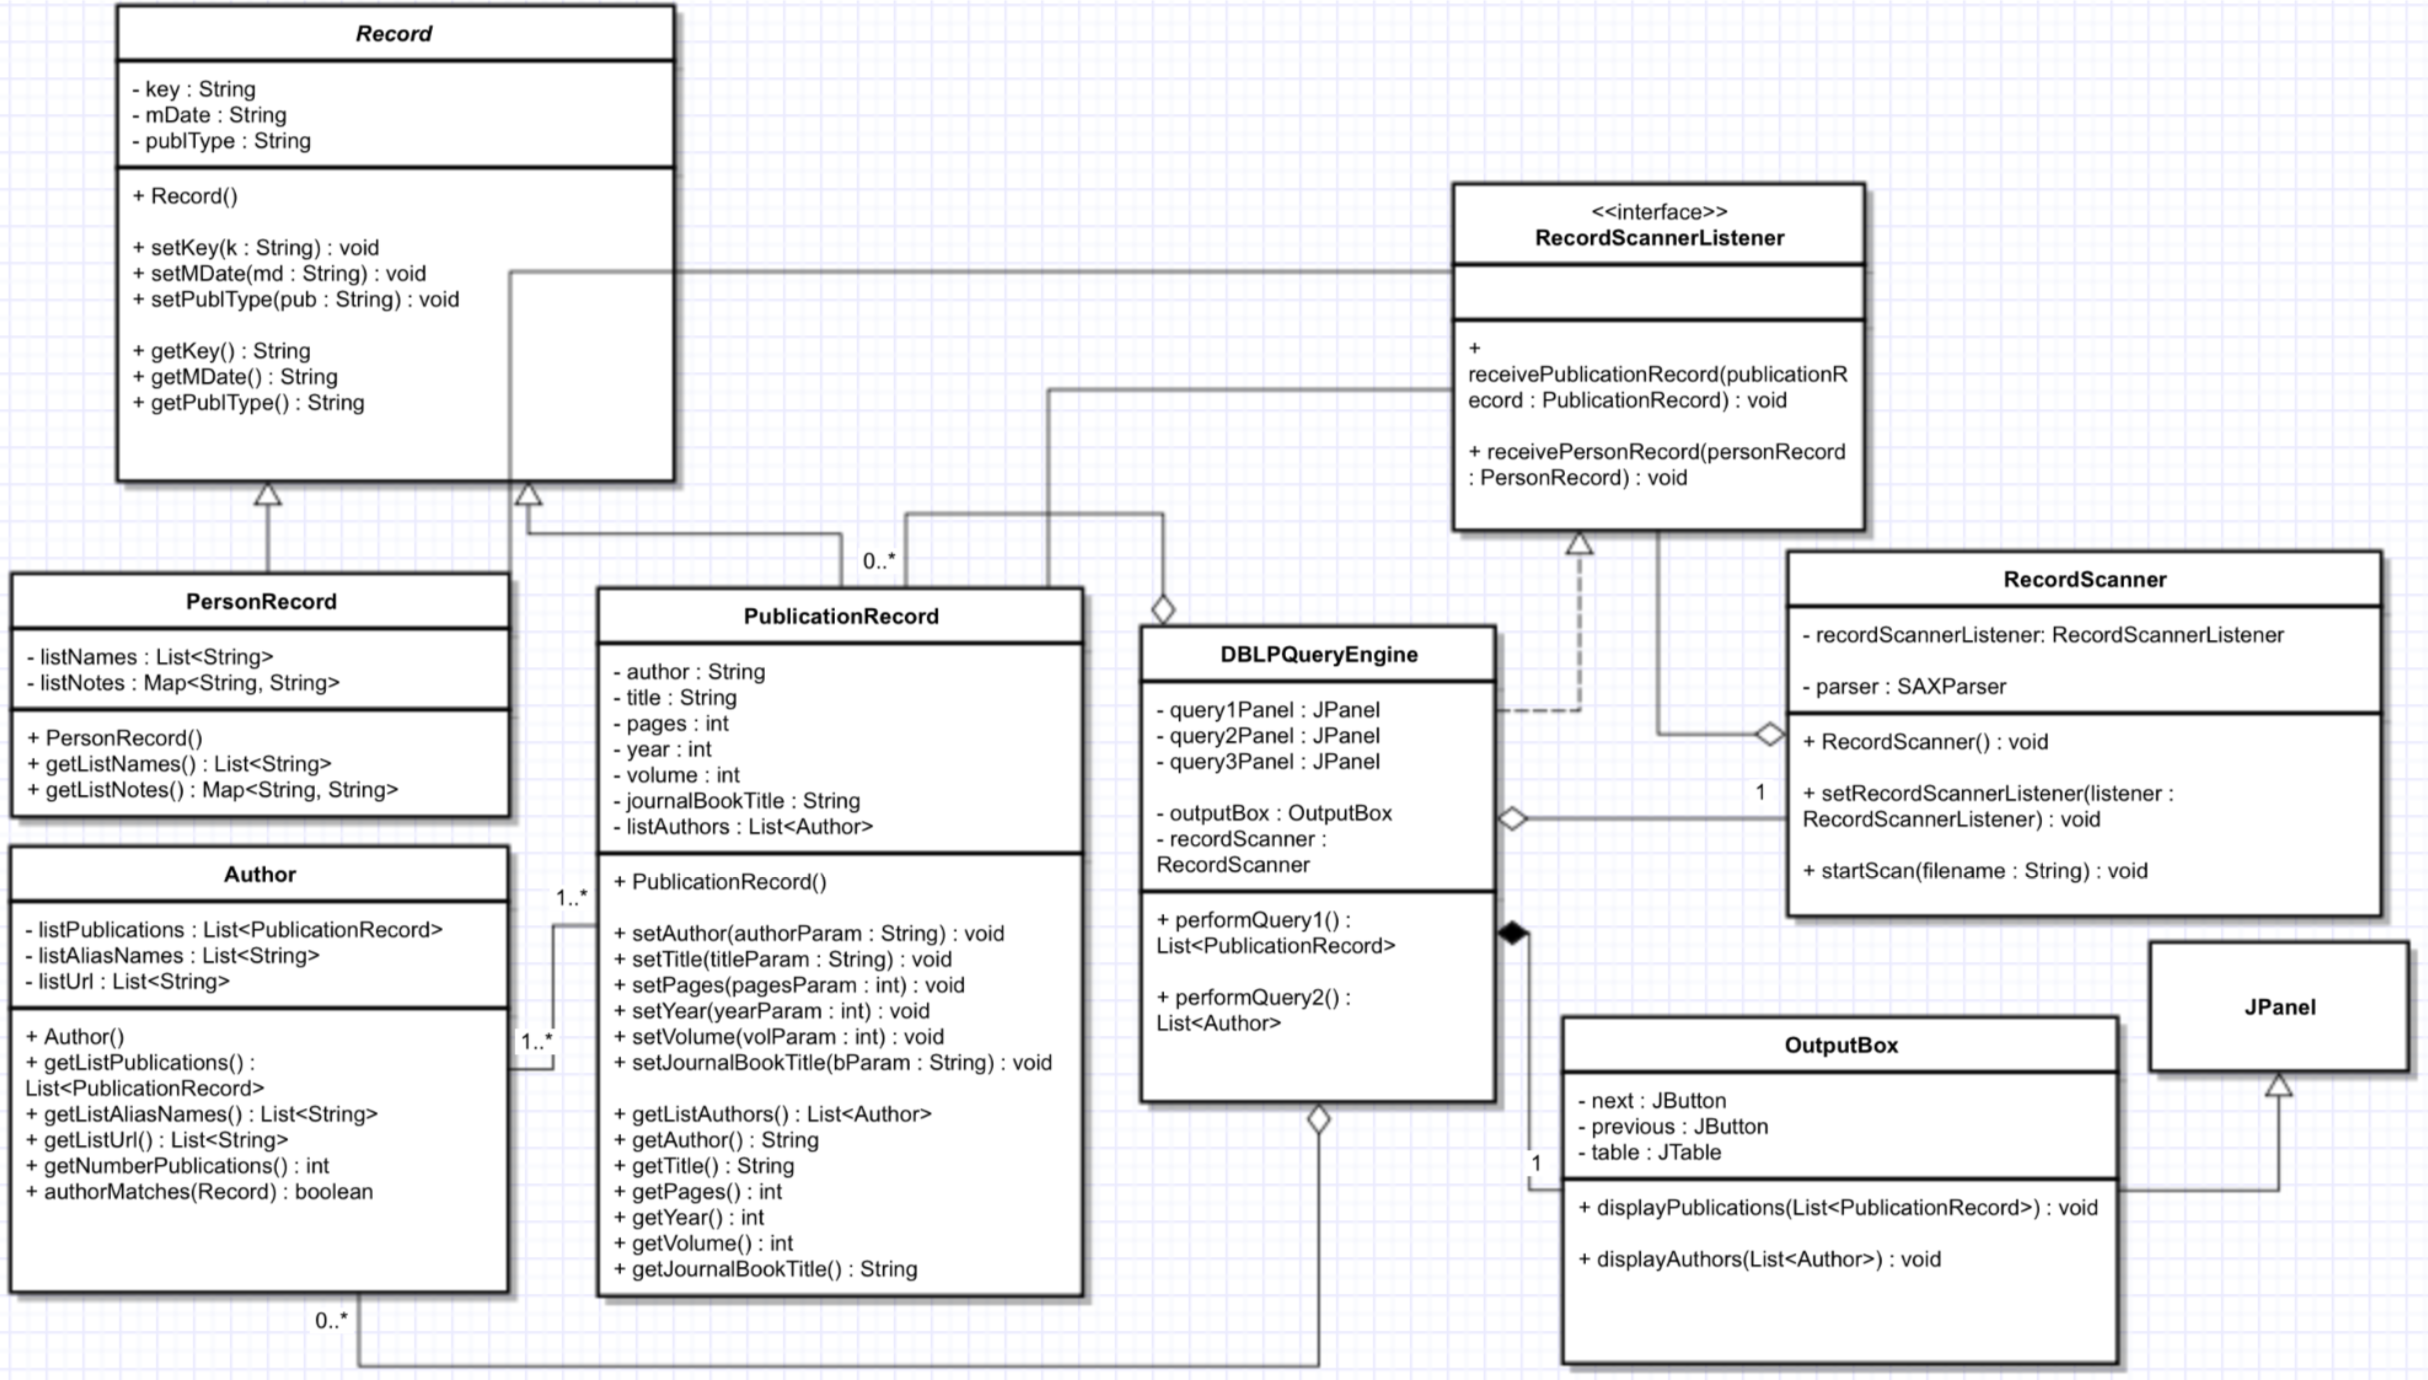 Record
- key : String
- mDate : String
- publType : String
+ Record()
+ setKey(k : String) : void
+ setMDate(md : String) : void
+ setPublType(pub : String) : void
+ getKey() : String
+ getMDate() : String
+ getPublType() : String
<<interface>>
RecordScannerListener
+
receivePublicationRecord(publicationR
ecord : PublicationRecord) : void
+ receivePersonRecord(personRecord
: PersonRecord) : void
PersonRecord
- listNames : List<String>
- listNotes : Map<String, String>
+ PersonRecord()
+ getListNames() : List<String>
+ getListNotes() : Map<String, String>
0..*
PublicationRecord
- author : String
- title : String
- pages : int
- year : int
- volume : int
- journalBookTitle : String
- listAuthors : List<Author>
+ PublicationRecord()
+ setAuthor(authorParam : String) : void
+ setTitle(titleParam : String) : void
+ setPages(pagesParam : int) : void
+ setYear(yearParam : int) : void
+ setVolume(volParam : int) : void
+ setJournalBookTitle(bParam : String) : void
+ getListAuthors() : List<Author>
+ getAuthor() : String
+ getTitle() : String
+ getPages() : int
+ getYear() : int
+ getVolume() : int
+ getJournalBookTitle() : String
DBLPQueryEngine
- query1Panel : JPanel
- query2Panel : JPanel
- query3Panel : JPanel
- outputBox : OutputBox
- recordScanner :
RecordScanner
+ performQuery1() :
List<PublicationRecord>
+ performQuery2() :
List<Author>
RecordScanner
- recordScannerListener: RecordScannerListener
- parser : SAXParser
+ RecordScanner() : void
+ setRecordScannerListener(listener :
RecordScannerListener) : void
+ startScan(filename : String) : void
1
Author
- listPublications : List<PublicationRecord>
- listAliasNames : List<String>
- listUrl : List<String>
+ Author()
+ getListPublications() :
List<PublicationRecord>
+ getListAliasNames() : List<String>
+ getListUrl() : List<String>
+ getNumberPublications() : int
+ authorMatches(Record) : boolean
1..*
1..*
0..*
JPanel
OutputBox
- next : JButton
- previous : JButton
- table : JTable
+ displayPublications(List<PublicationRecord>) : void
+ displayAuthors(List<Author>) : void
1